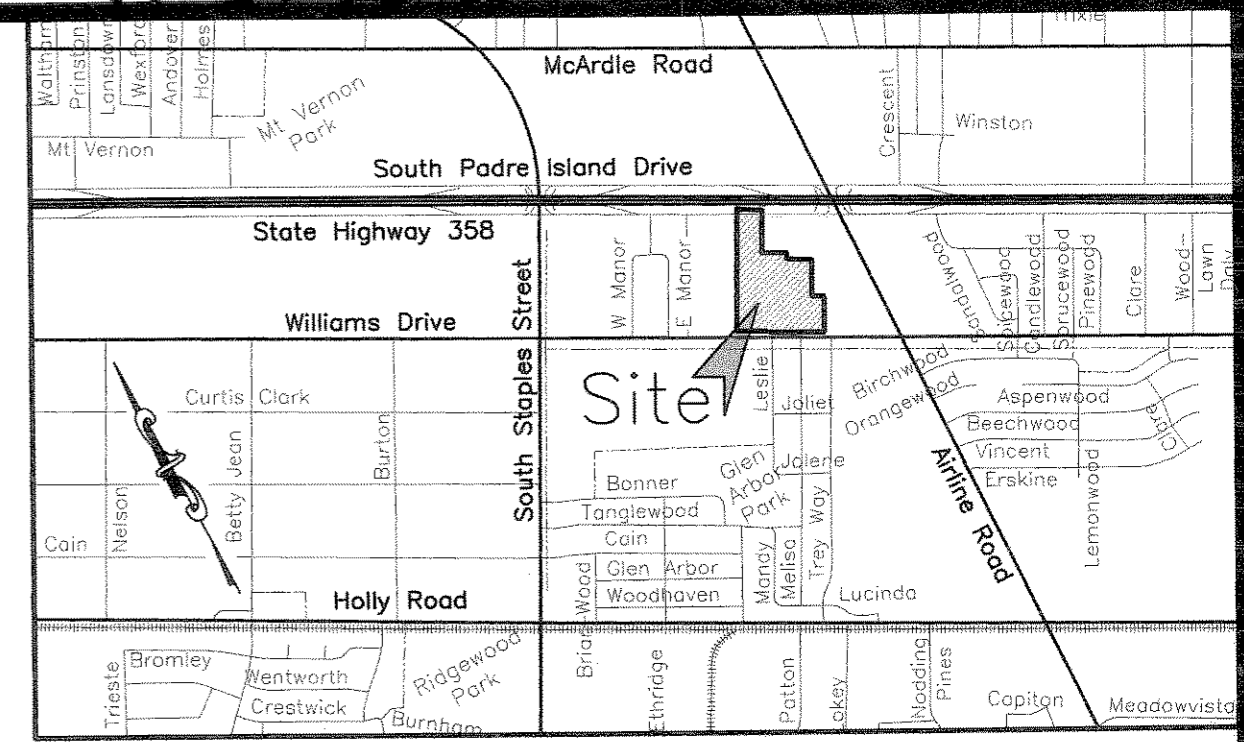 Waltham
Prinston
Lansdown
Wexford
Andover
Holmes
Trixie
McArdle Road
Mt Vernon
Park
Mt Vernon
Crescent
Winston
South Padre Island Drive
State Highway 358
W Manor
E Manor
Sandalwood
Spicewood
Candlewood
Sprucewood
Pinewood
Clare
Wood-
Lawn
Daly
Williams Drive
South Staples Street
Site
Leslie
Joliet
Birchwood
Orangewood
Aspenwood
Beechwood
Vincent
Erskine
Clare
Lemonwood
Curtis Clark
Nelson
Betty Jean
Burton
Cain
Bonner
Tanglewood
Cain
Glen Arbor
Woodhaven
Brian-Wood
Glen
Arbor
Park
Jolene
Mandy
Melisa
Trey Way
Lucinda
Airline Road
Holly Road
Trieste
Bromley
Wentworth
Crestwick
Burnham
Ridgewood
Park
Ethridge
Patton
okey
Nodding
Pines
Capiton
Meadowvista